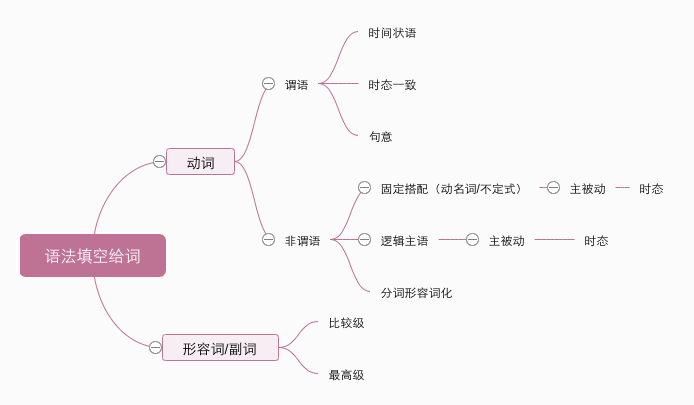 时间状语
谓语
时态一致
句意
动词
固定搭配（动名词/不定式）
主被动
时态
非谓语
逻辑主语
主被动
时态
分词形容词化
语法填空给词
比较级
形容词/副词
最高级